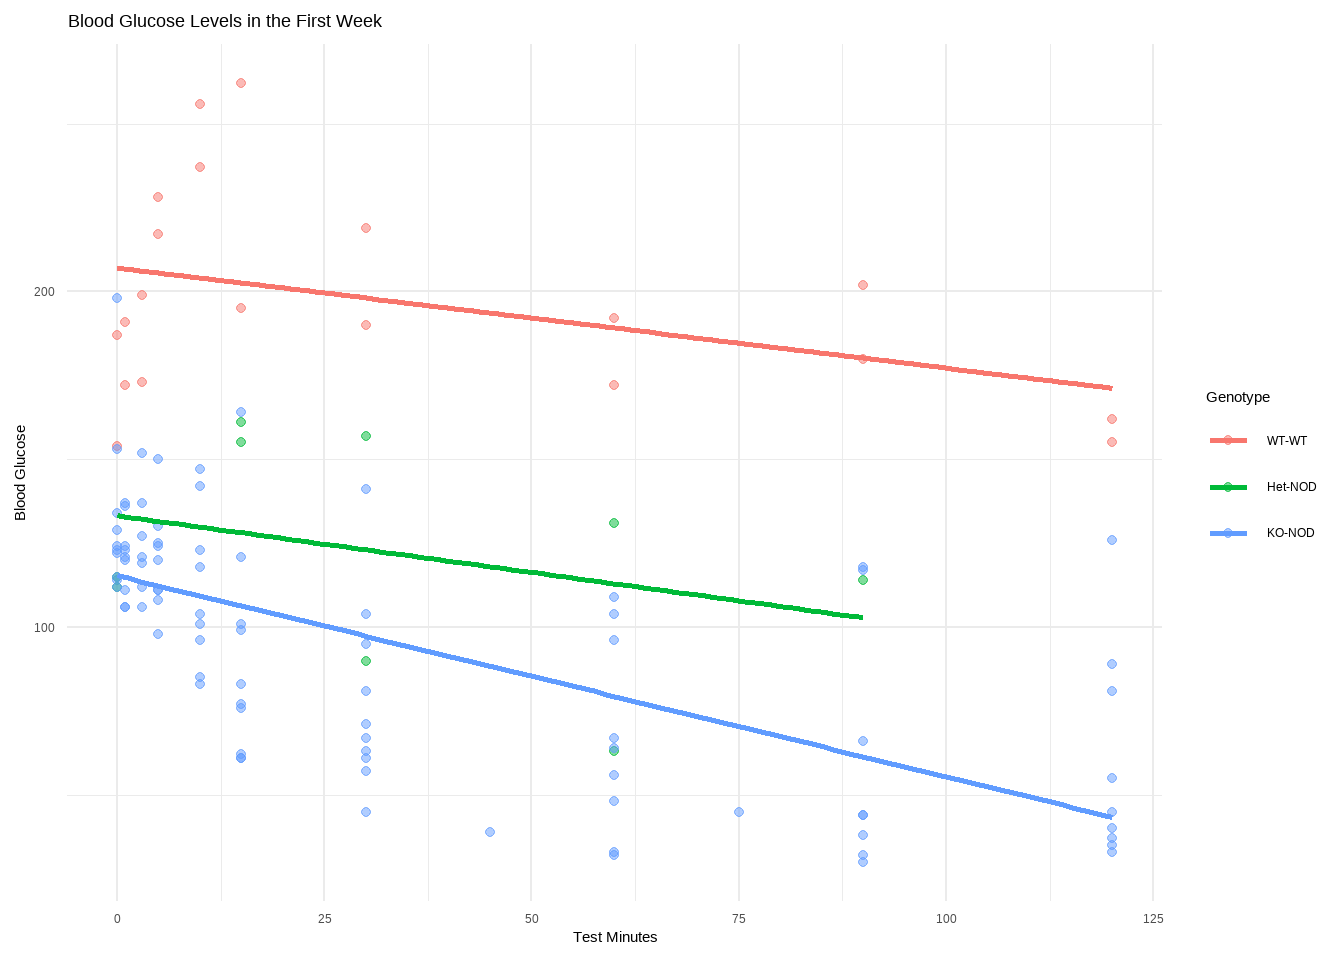 Blood Glucose Levels in the First Week
Blood Glucose
200
100
0
25
50
75
100
125
Test Minutes
Genotype
WT-WT
Het-NOD
KO-NOD